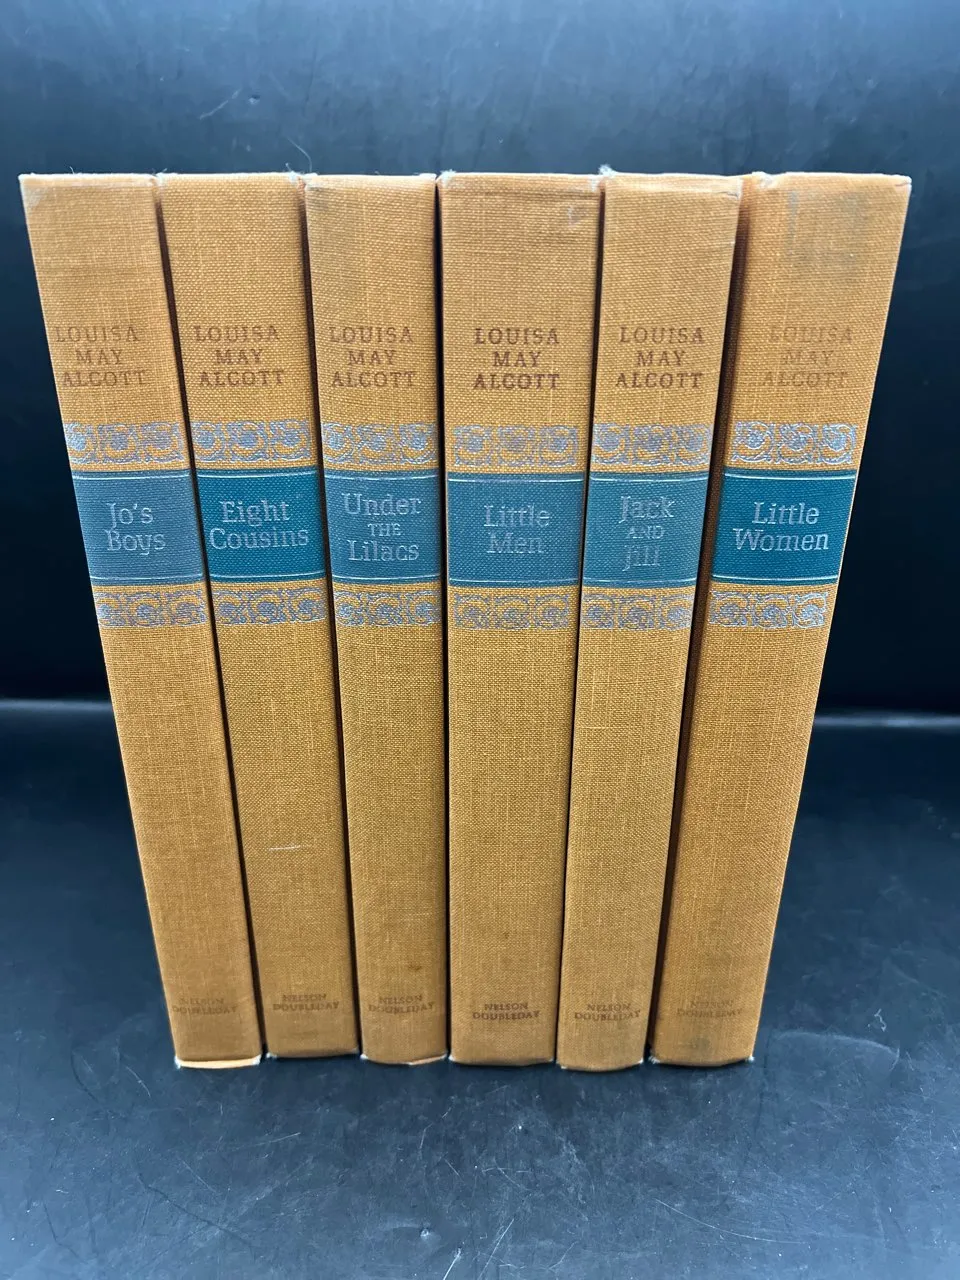 LOUISA
MAY
ALCOTT
Jo's
Boys
NELSON
DOUBLEDAY
LOUISA
MAY
ALCOTT
Eight
Cousins
NELSON
DOUBLEDAY
LOUISA
MAY
ALCOTT
Under
THE
Lilacs
NELSON
DOUBLEDAY
LOUISA
MAY
ALCOTT
Little
Men
NELSON
DOUBLEDAY
LOUISA
MAY
ALCOTT
Jack
AND
Jill
NELSON
DOUBLEDAY
LOUISA
MAY
ALCOTT
Little
Women
NELSON
DOUBLEDAY